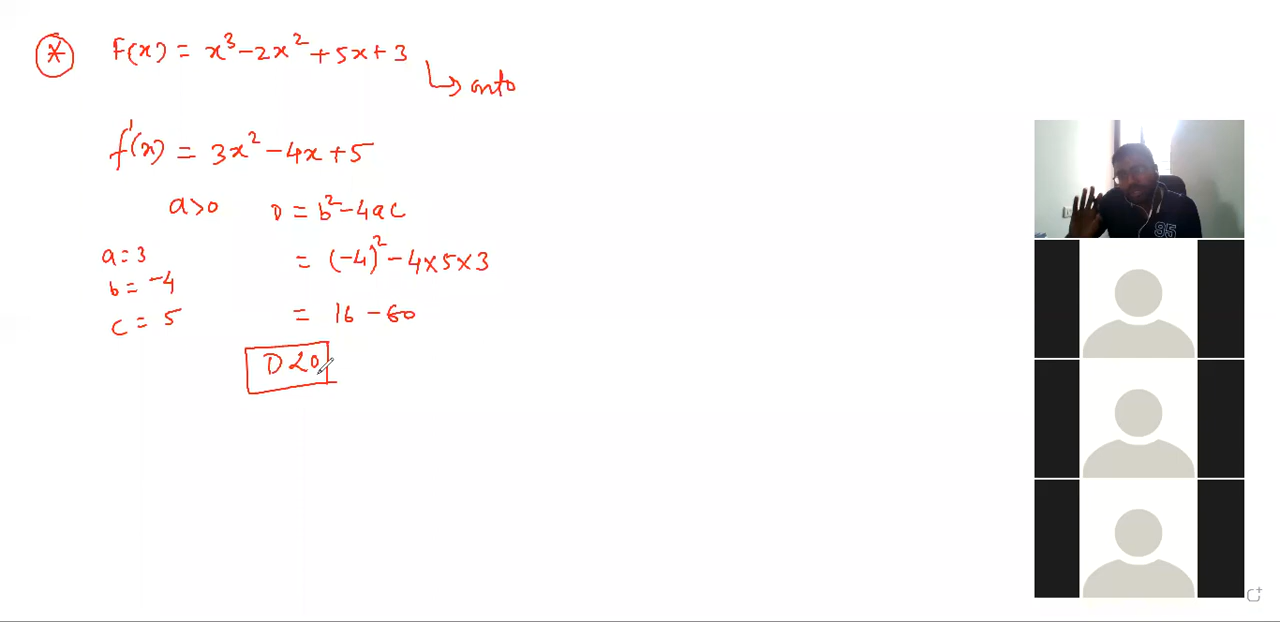 * F(x) = x³-2x²+5x+3
↳ onto
f'(x) = 3x²-4x+5
a>0 D = b²-4ac
a=3
b=-4
c=5
= (-4)²-4×5×3
= 16-60
D<0
85